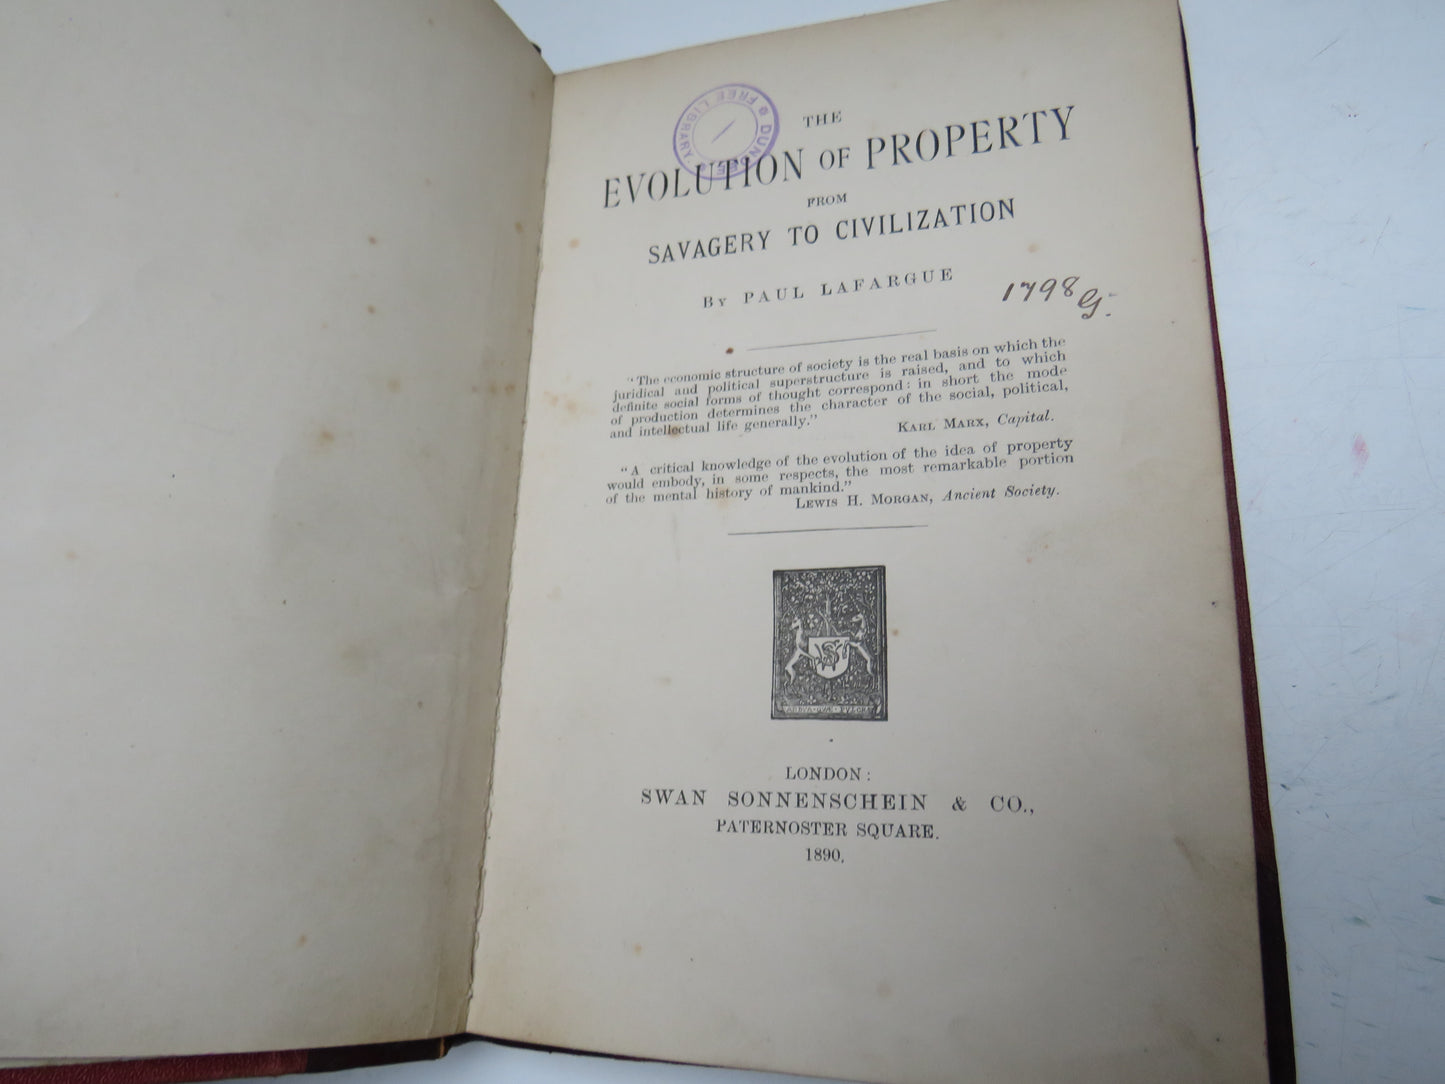 DUNDEE FREE LIBRARY
THE
EVOLUTION OF PROPERTY
FROM
SAVAGERY TO CIVILIZATION
BY PAUL LAFARGUE
1798 G.
"The economic structure of society is the real basis on which the
juridical and political superstructure is raised, and to which
definite social forms of thought correspond: in short the mode
of production determines the character of the social, political,
and intellectual life generally."
KARL MARX, Capital.
"A critical knowledge of the evolution of the idea of property
would embody, in some respects, the most remarkable portion
of the mental history of mankind."
LEWIS H. MORGAN, Ancient Society.
LONDON:
SWAN SONNENSCHEIN & CO.,
PATERNOSTER SQUARE.
1890.